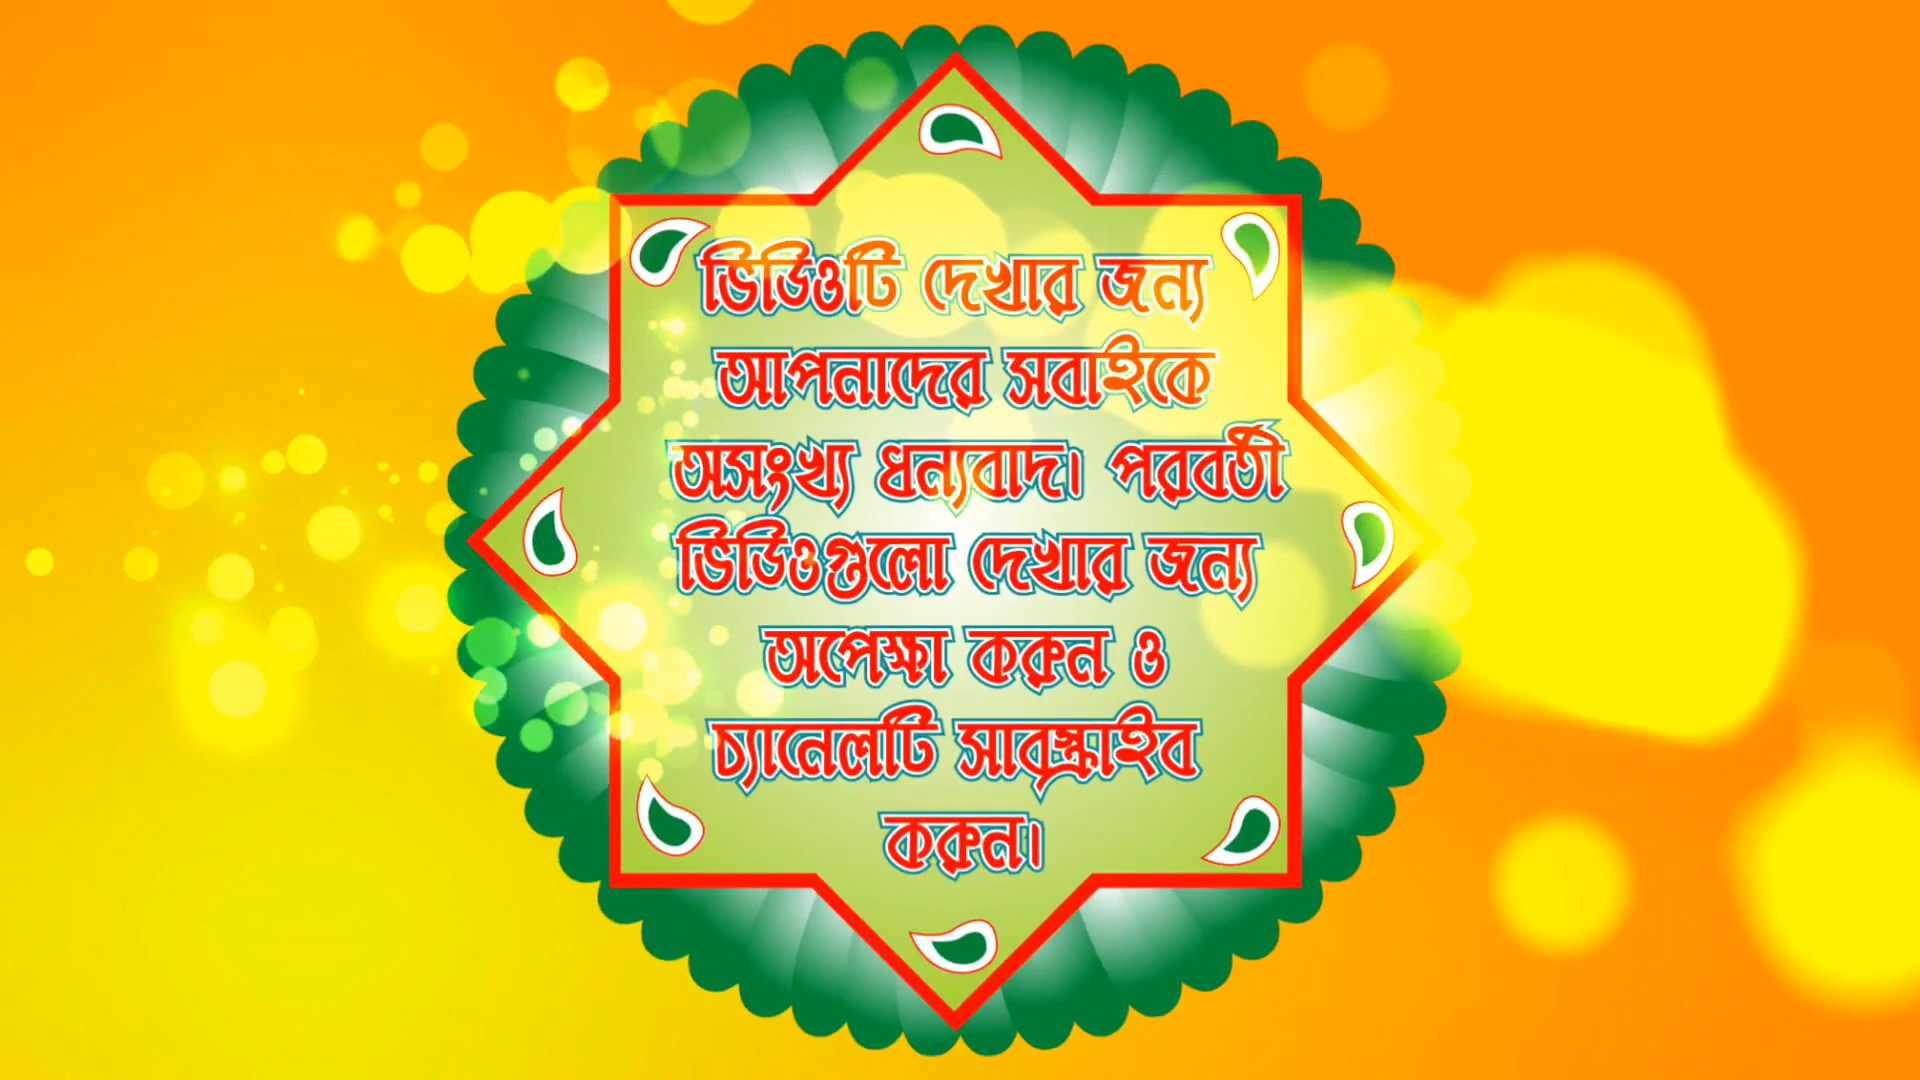 ভিডিওটি দেখার জন্য
আপনাদের সবাইকে
অসংখ্য ধন্যবাদ। পরবর্তী
ভিডিওগুলো দেখার জন্য
অপেক্ষা করুন ও
চ্যানেলটি সাবস্ক্রাইব
করুন।